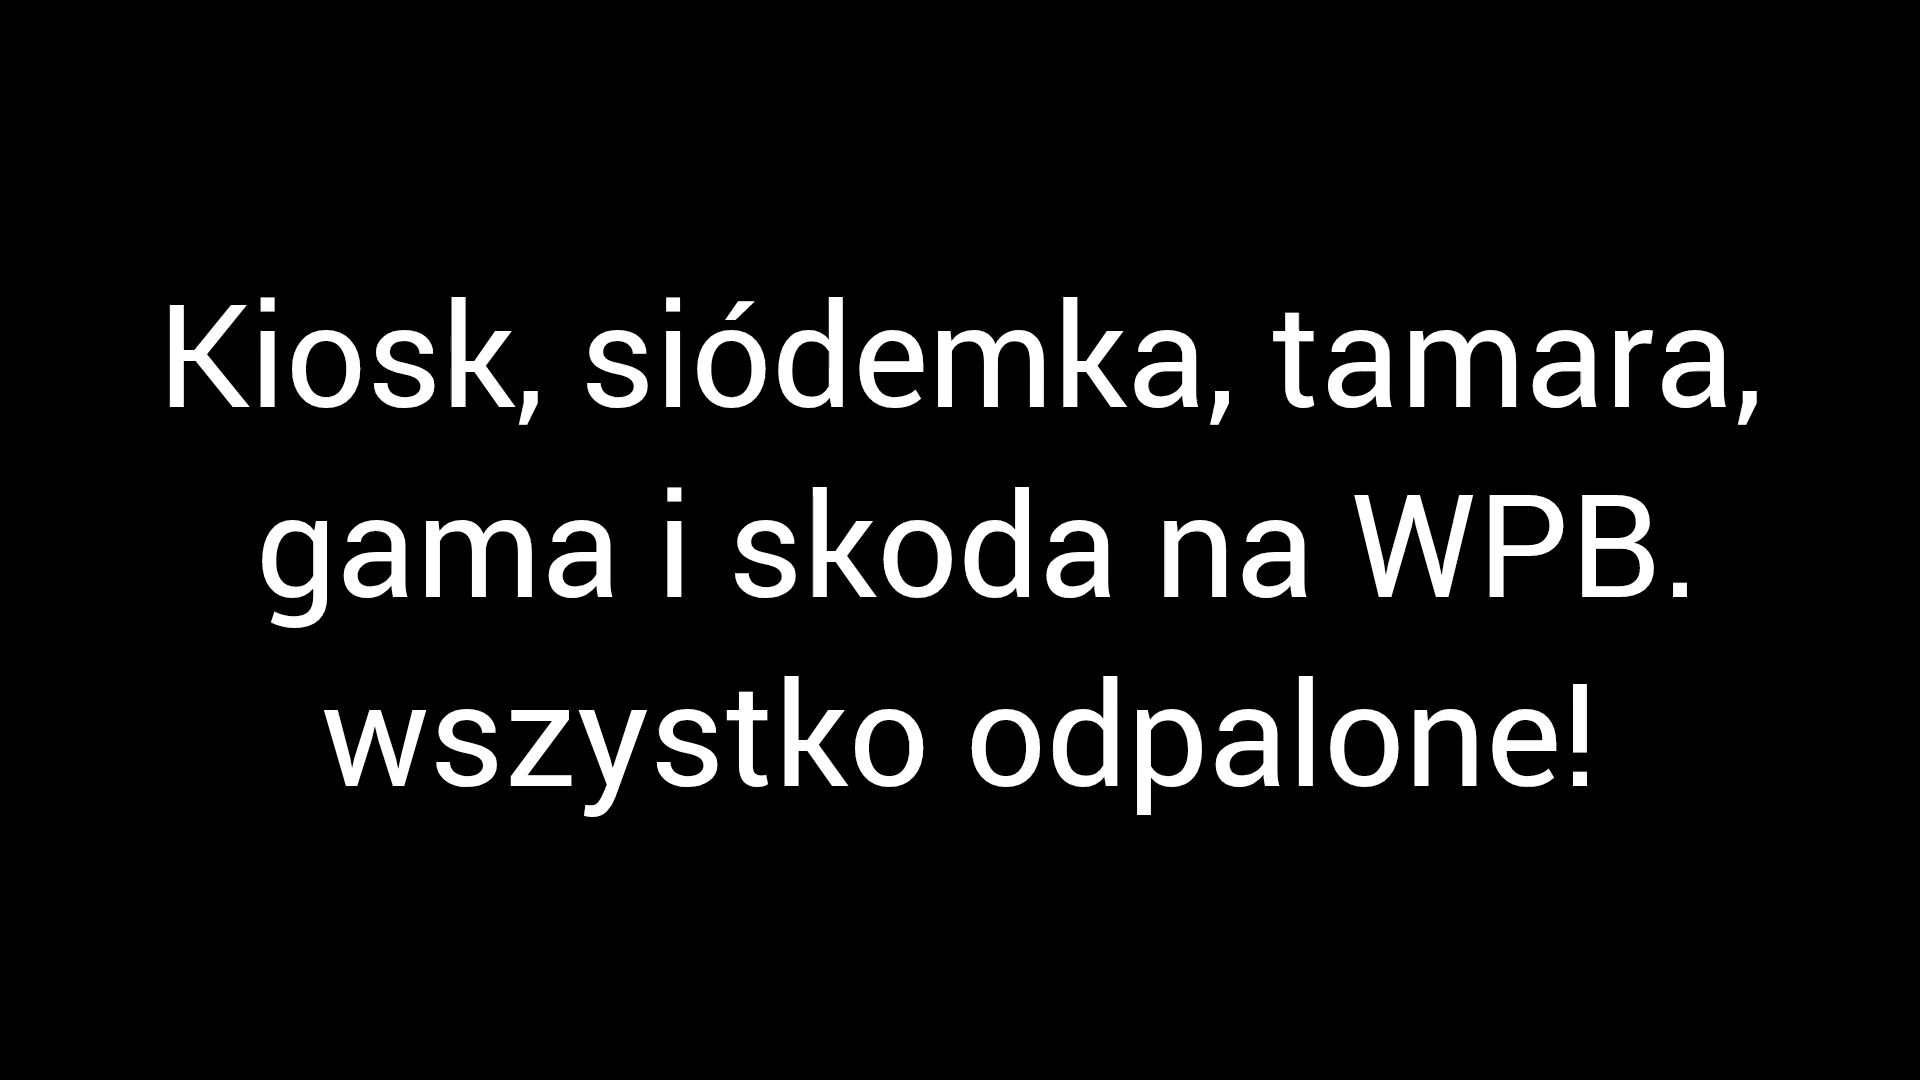 Kiosk, siódemka, tamara,
gama i skoda na WPB.
wszystko odpalone!